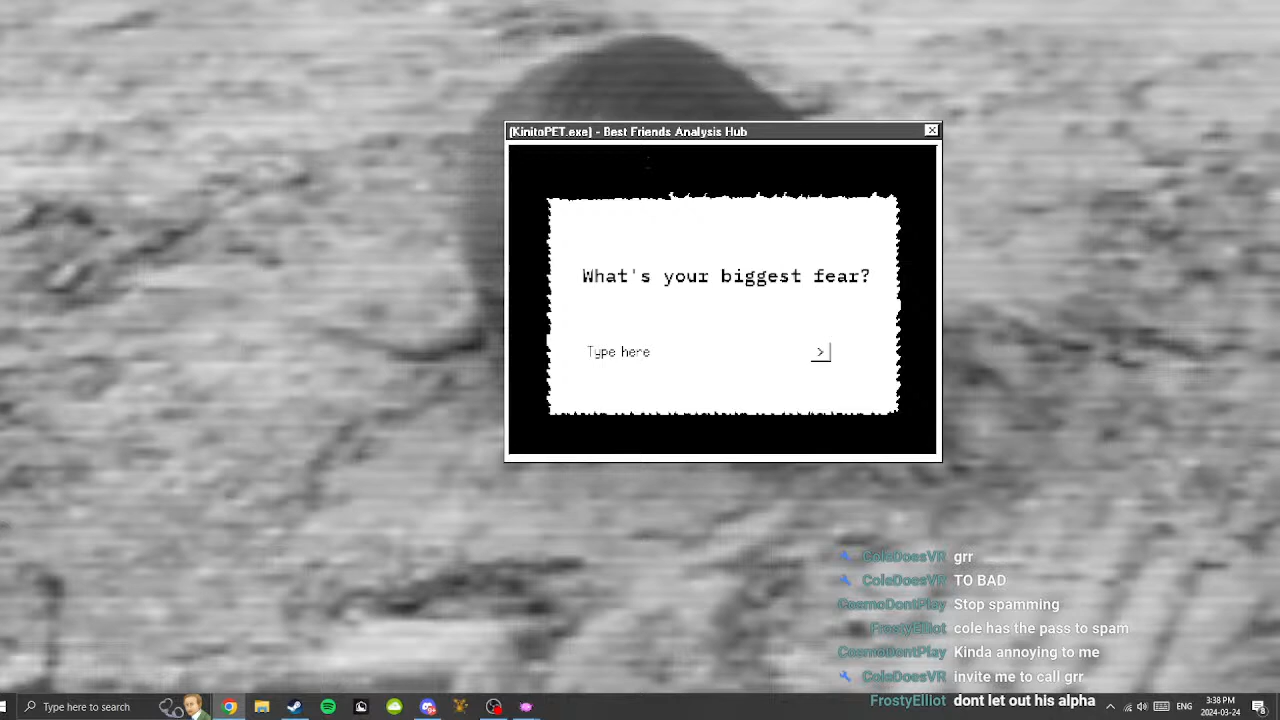 [KinitoPET.exe] - Best Friends Analysis Hub
What's your biggest fear?
Type here
>
ColeDoesVR grr
ColeDoesVR TO BAD
CosmoDontPlay Stop spamming
FrostyElliot cole has the pass to spam
CosmoDontPlay Kinda annoying to me
ColeDoesVR invite me to call grr
FrostyElliot dont let out his alpha
Type here to search
ENG
3:38 PM
2024-03-24